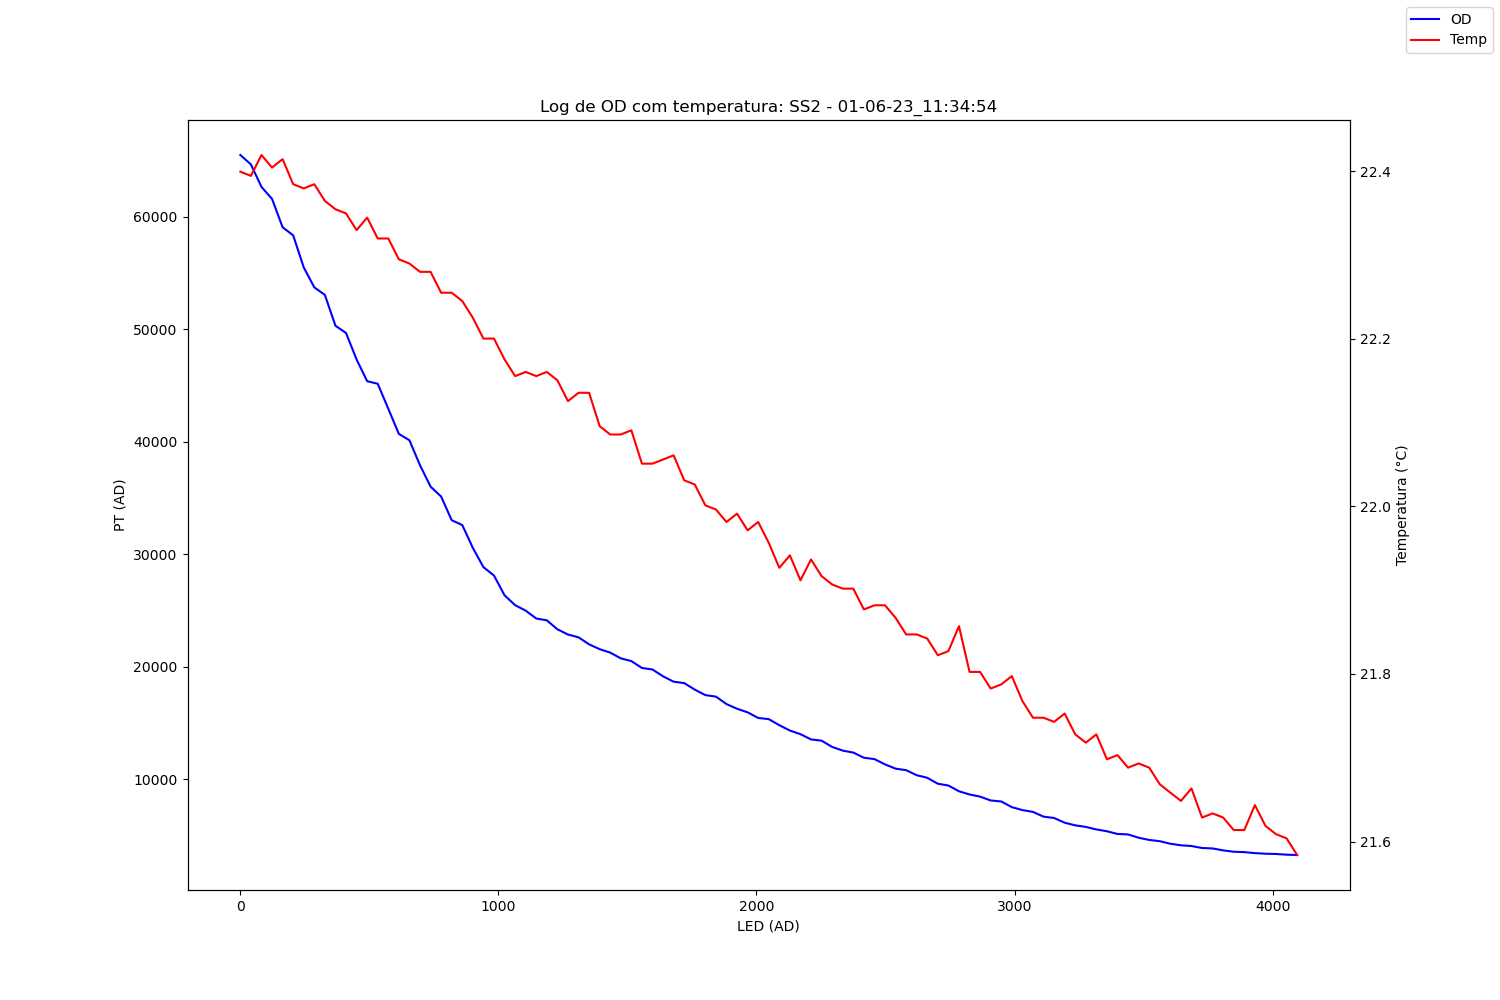 OD
Temp
Log de OD com temperatura: SS2 - 01-06-23_11:34:54
60000
50000
40000
30000
20000
10000
PT (AD)
22.4
22.2
22.0
21.8
21.6
Temperatura (°C)
0
1000
2000
3000
4000
LED (AD)